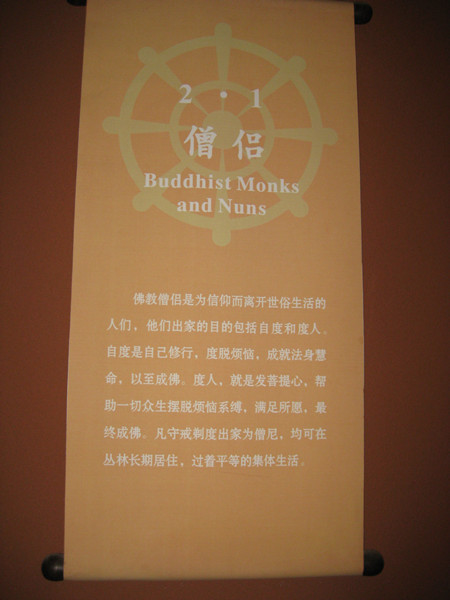 2·1
僧侣
Buddhist Monks
and Nuns
佛教僧侣是为信仰而离开世俗生活的
人们，他们出家的目的包括自度和度人。
自度是自己修行，度脱烦恼，成就法身慧
命，以至成佛。度人，就是发菩提心，帮
助一切众生摆脱烦恼系缚，满足所愿，最
终成佛。凡守戒剃度出家为僧尼，均可在
丛林长期居住，过着平等的集体生活。